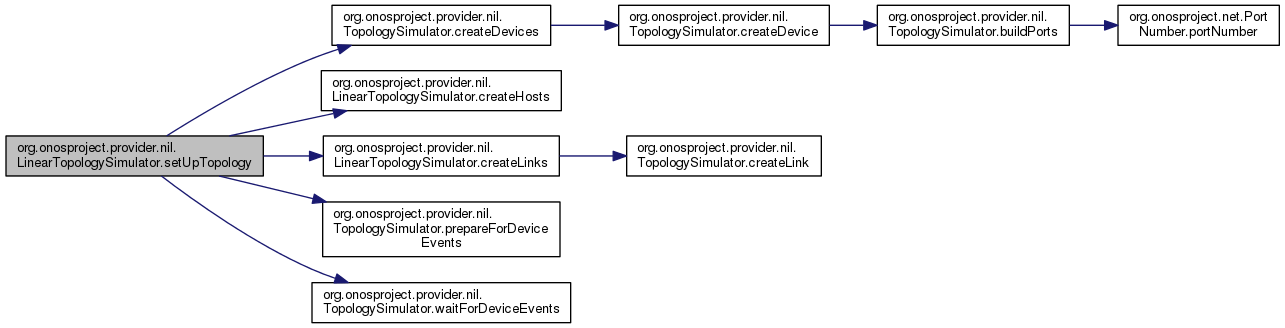 org.onosproject.provider.nil.
LinearTopologySimulator.setUpTopology
org.onosproject.provider.nil.
TopologySimulator.createDevices
org.onosproject.provider.nil.
TopologySimulator.createDevice
org.onosproject.provider.nil.
TopologySimulator.buildPorts
org.onosproject.net.Port
Number.portNumber
org.onosproject.provider.nil.
LinearTopologySimulator.createHosts
org.onosproject.provider.nil.
LinearTopologySimulator.createLinks
org.onosproject.provider.nil.
TopologySimulator.createLink
org.onosproject.provider.nil.
TopologySimulator.prepareForDevice
Events
org.onosproject.provider.nil.
TopologySimulator.waitForDeviceEvents